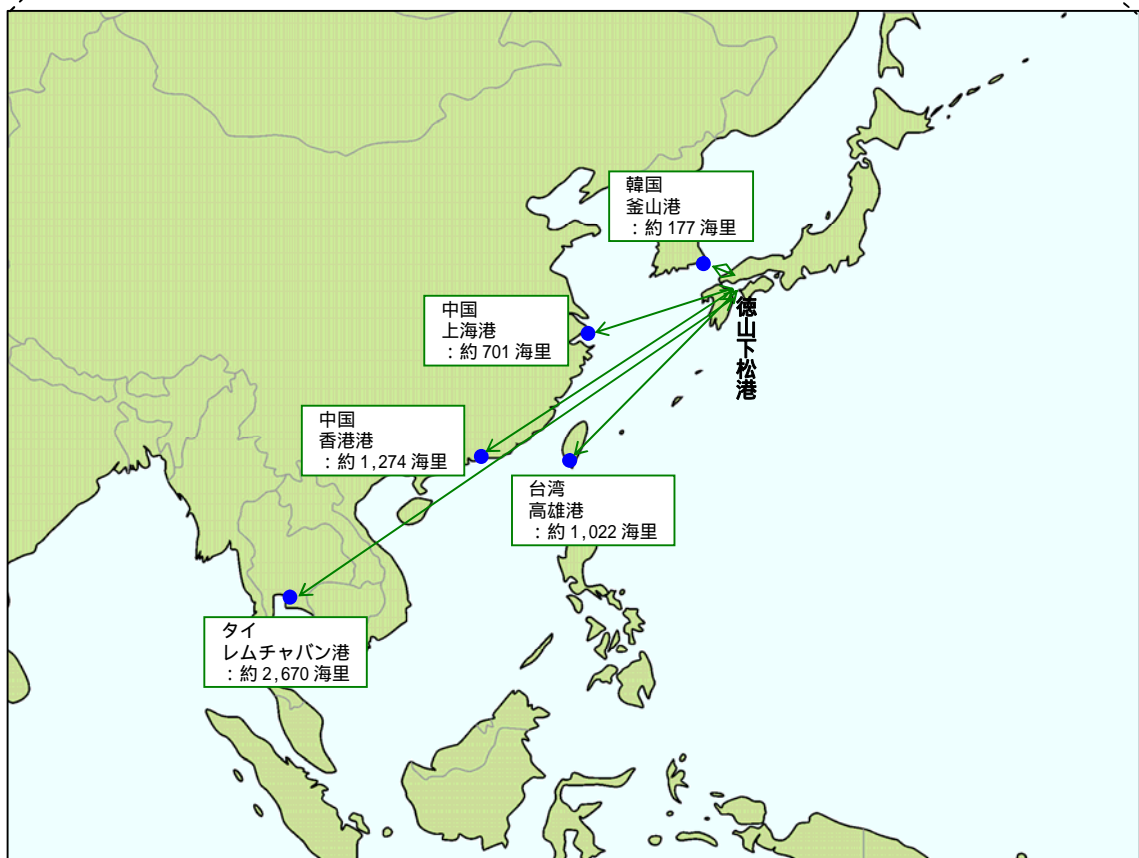 韓国
釜山港
：約 177 海里
中国
上海港
：約 701 海里
徳山下松港
中国
香港港
：約 1,274 海里
台湾
高雄港
：約 1,022 海里
タイ
レムチャバン港
：約 2,670 海里